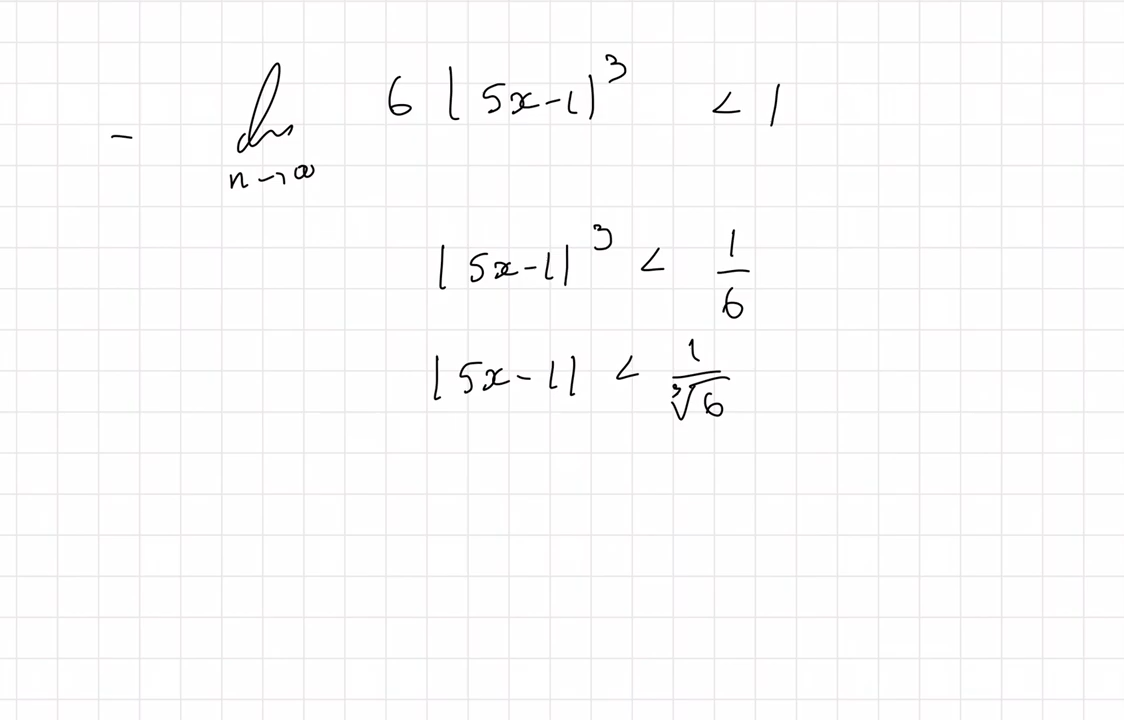 - lim n→∞ 6 |5x-1|³ < 1
|5x-1|³ < 1/6
|5x-1| < 1/∛6